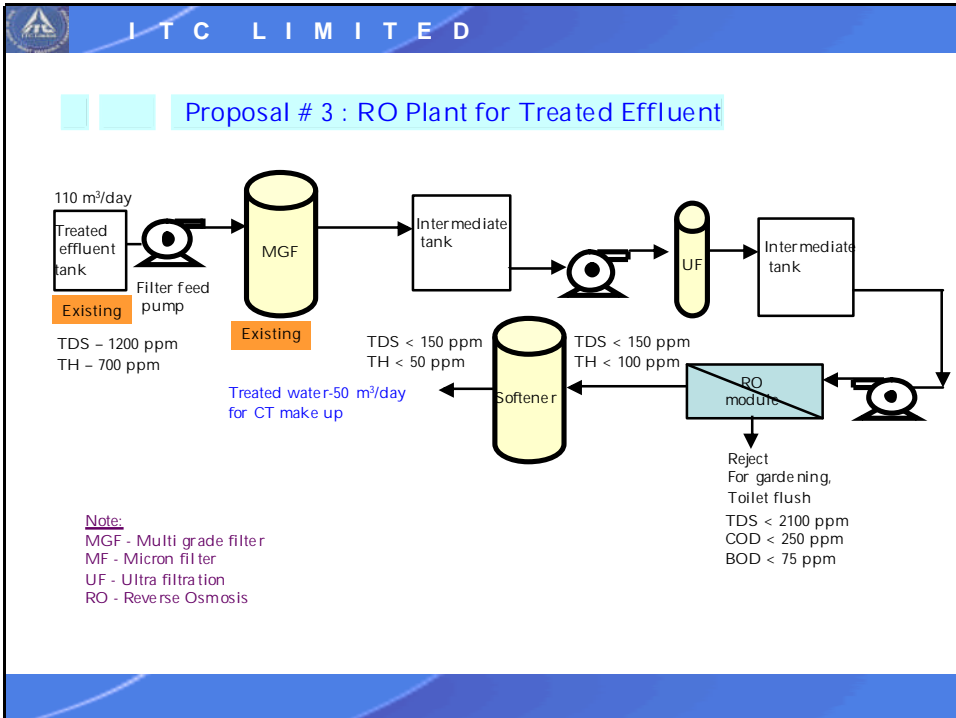 ITC LIMITED
Proposal # 3 : RO Plant for Treated Effluent
110 m³/day
Treated
effluent
tank
Existing
TDS – 1200 ppm
TH – 700 ppm
Filter feed
pump
MGF
Existing
Intermediate
tank
UF
Intermediate
tank
RO
module
Reject
For gardening,
Toilet flush
TDS < 2100 ppm
COD < 250 ppm
BOD < 75 ppm
TDS < 150 ppm
TH < 100 ppm
Softener
TDS < 150 ppm
TH < 50 ppm
Treated water-50 m³/day
for CT make up
Note:
MGF - Multi grade filter
MF - Micron filter
UF - Ultra filtration
RO - Reverse Osmosis